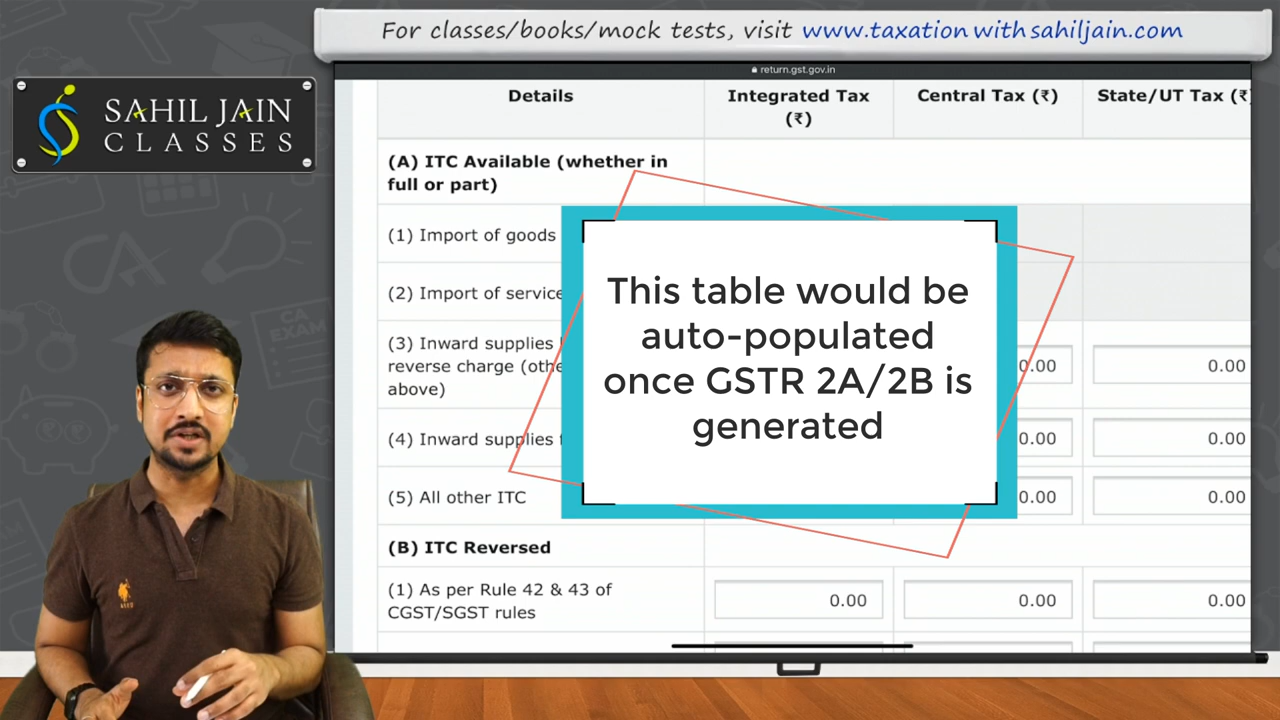 For classes/books/mock tests, visit www.taxationwithsahiljain.com
SAHIL JAIN
CLASSES
return.gst.gov.in
Details
Integrated Tax
(₹)
Central Tax (₹)
State/UT Tax (₹)
(A) ITC Available (whether in
full or part)
(1) Import of goods
(2) Import of service
(3) Inward supplies
reverse charge (othe
above)
0.00
0.00
(4) Inward supplies
0.00
0.00
(5) All other ITC
0.00
0.00
This table would be
auto-populated
once GSTR 2A/2B is
generated
(B) ITC Reversed
(1) As per Rule 42 & 43 of
CGST/SGST rules
0.00
0.00
0.00
CA
EXAM